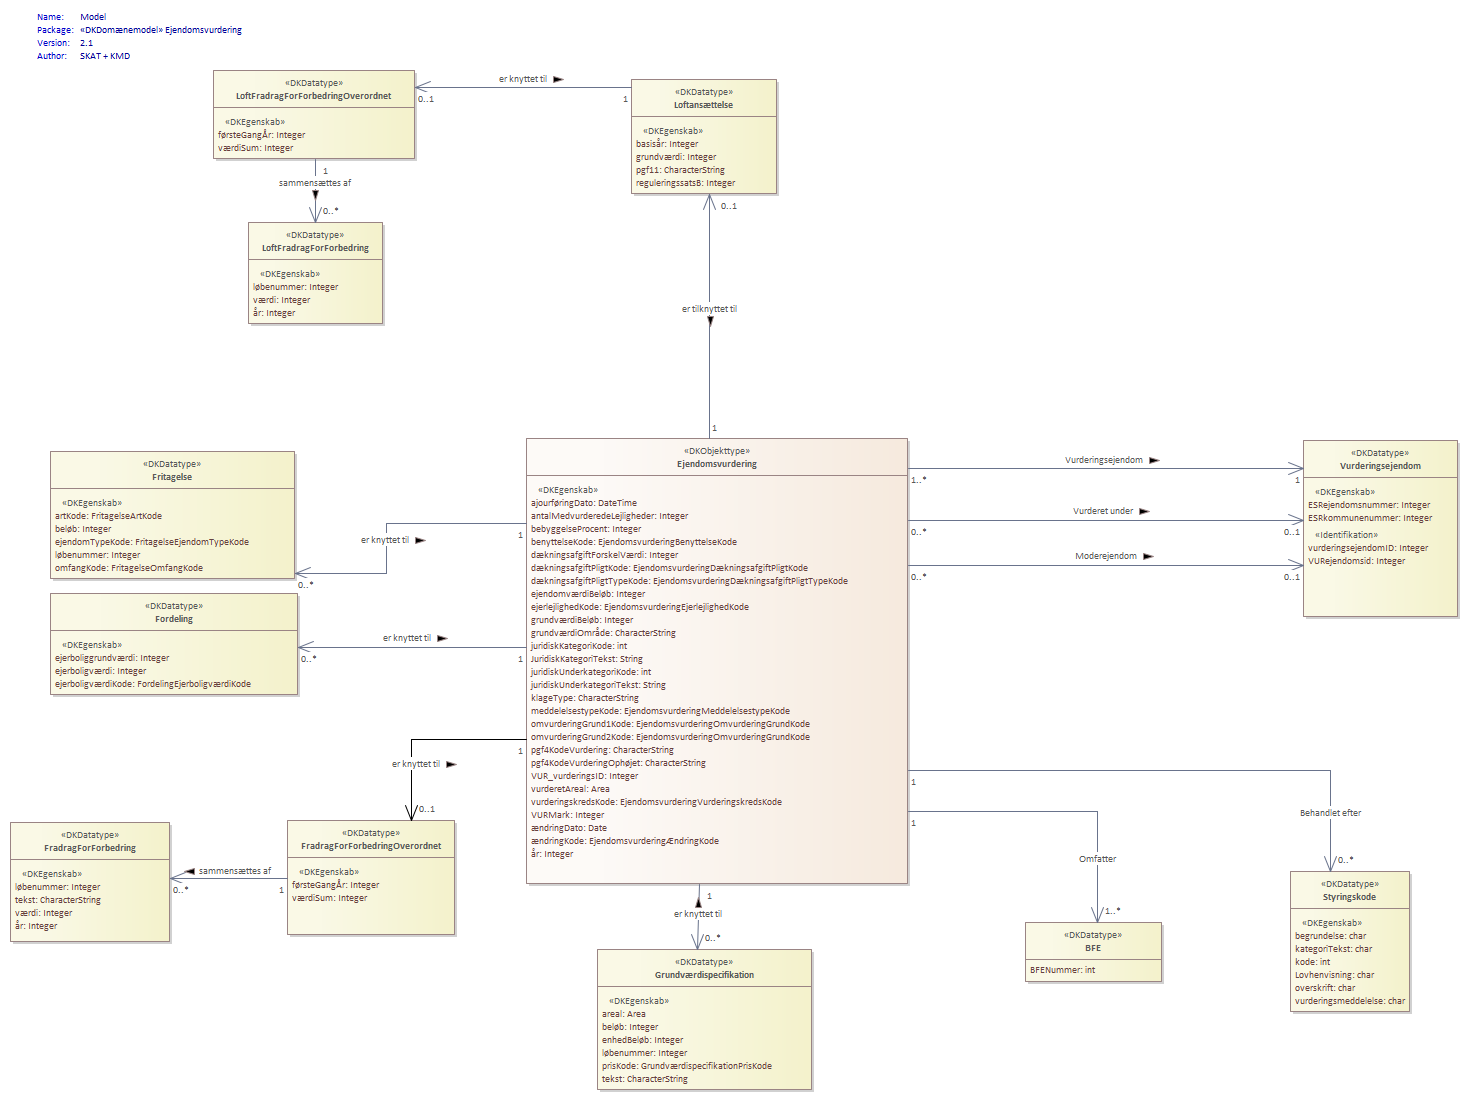 Name: Model
Package: «DKDomænemodel» Ejendomsvurdering
Version: 2.1
Author: SKAT + KMD
«DKDatatype»
LoftFradragForForbedringOverordnet
«DKEgenskab»
førsteGangÅr: Integer
værdiSum: Integer
er knyttet til
0..1
1
«DKDatatype»
Loftansættelse
«DKEgenskab»
basisår: Integer
grundværdi: Integer
pgf11: CharacterString
reguleringssatsB: Integer
1
sammensættes af
0..*
«DKDatatype»
LoftFradragForForbedring
«DKEgenskab»
løbenummer: Integer
værdi: Integer
år: Integer
0..1
er tilknyttet til
1
«DKDatatype»
Fritagelse
«DKEgenskab»
artKode: FritagelseArtKode
beløb: Integer
ejendomTypeKode: FritagelseEjendomTypeKode
løbenummer: Integer
omfangKode: FritagelseOmfangKode
er knyttet til
1
0..*
«DKDatatype»
Fordeling
«DKEgenskab»
ejerboliggrundværdi: Integer
ejerboligværdi: Integer
ejerboligværdiKode: FordelingEjerboligværdiKode
er knyttet til
1
0..*
«DKObjekttype»
Ejendomsvurdering
«DKEgenskab»
ajourføringDato: DateTime
antalMedvurderedeLejligheder: Integer
bebyggelseProcent: Integer
benyttelseKode: EjendomsvurderingBenyttelseKode
dækningsafgiftForskelVærdi: Integer
dækningsafgiftPligtKode: EjendomsvurderingDækningsafgiftPligtKode
dækningsafgiftPligtTypeKode: EjendomsvurderingDækningsafgiftPligtTypeKode
ejendomværdiBeløb: Integer
ejerlejlighedKode: EjendomsvurderingEjerlejlighedKode
grundværdiBeløb: Integer
grundværdiOmråde: CharacterString
juridiskKategoriKode: int
JuridiskKategoriTekst: String
juridiskUnderkategoriKode: int
juridiskUnderkategoriTekst: String
klageType: CharacterString
meddelelsestypeKode: EjendomsvurderingMeddelelsestypeKode
omvurderingGrund1Kode: EjendomsvurderingOmvurderingGrundKode
omvurderingGrund2Kode: EjendomsvurderingOmvurderingGrundKode
pgf4KodeVurdering: CharacterString
pgf4KodeVurderingOphøjet: CharacterString
VUR_vurderingsID: Integer
vurderetAreal: Area
vurderingskredsKode: EjendomsvurderingVurderingskredsKode
VURMark: Integer
ændringDato: Date
ændringKode: EjendomsvurderingÆndringKode
år: Integer
Vurderingsejendom
1..*
1
Vurderet under
0..*
0..1
Moderejendom
0..*
0..1
«DKDatatype»
Vurderingsejendom
«DKEgenskab»
ESRejendomsnummer: Integer
ESRkommunenummer: Integer
«Identifikation»
vurderingsejendomID: Integer
VURejendomsid: Integer
er knyttet til
1
0..1
«DKDatatype»
FradragForForbedring
«DKEgenskab»
løbenummer: Integer
tekst: CharacterString
værdi: Integer
år: Integer
sammensættes af
0..*
1
«DKDatatype»
FradragForForbedringOverordnet
«DKEgenskab»
førsteGangÅr: Integer
værdiSum: Integer
1
er knyttet til
0..*
«DKDatatype»
Grundværdispecifikation
«DKEgenskab»
areal: Area
beløb: Integer
enhedBeløb: Integer
løbenummer: Integer
prisKode: GrundværdispecifikationPrisKode
tekst: CharacterString
1
Omfatter
1..*
«DKDatatype»
BFE
BFENummer: int
1
Behandlet efter
0..*
«DKDatatype»
Styringskode
«DKEgenskab»
begrundelse: char
kategoriTekst: char
kode: int
Lovhenvisning: char
overskrift: char
vurderingsmeddelelse: char